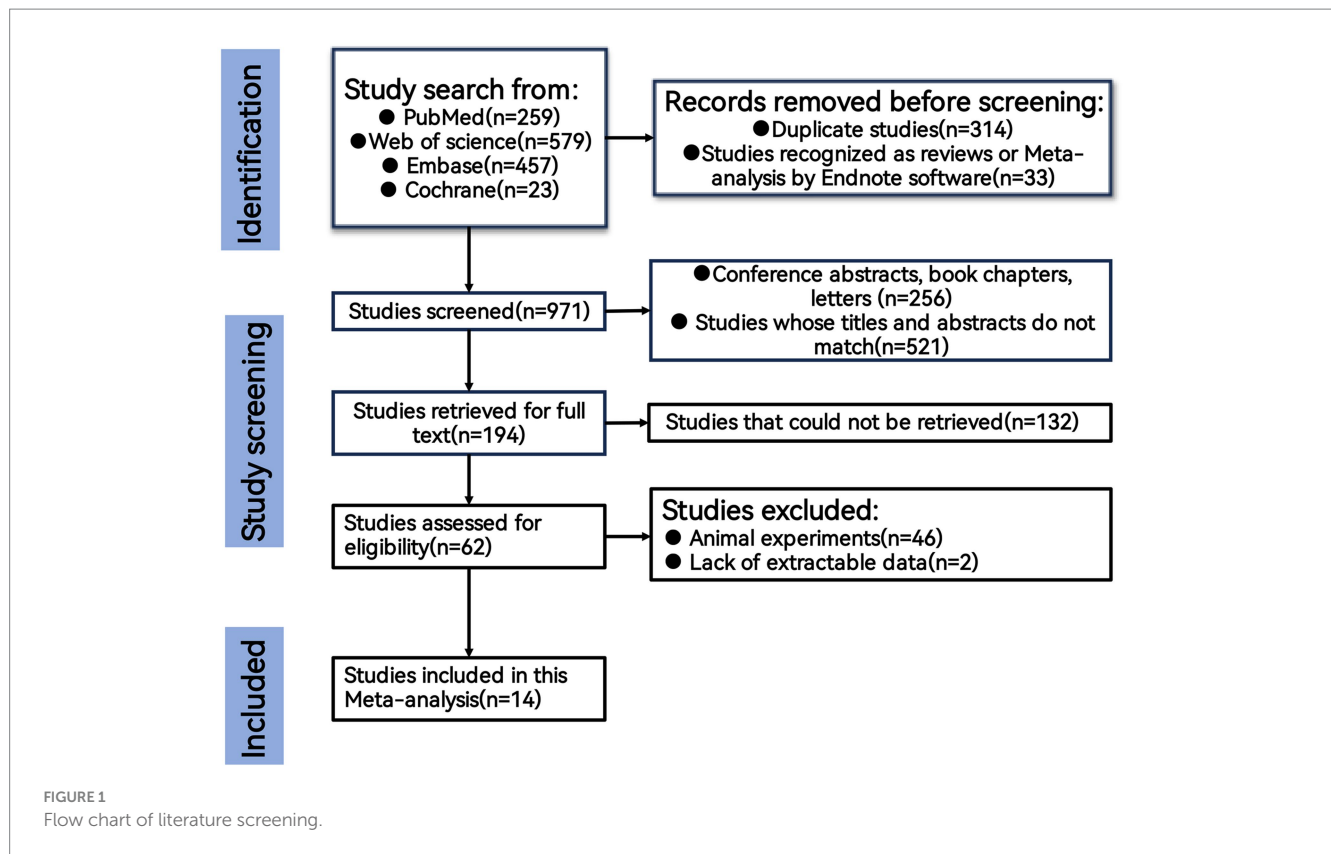 Identification
Study search from:
● PubMed(n=259)
● Web of science(n=579)
● Embase(n=457)
● Cochrane(n=23)
Records removed before screening:
● Duplicate studies(n=314)
● Studies recognized as reviews or Meta-
analysis by Endnote software(n=33)
Study screening
Studies screened(n=971)
● Conference abstracts, book chapters,
letters (n=256)
● Studies whose titles and abstracts do not
match(n=521)
Studies retrieved for full
text(n=194)
Studies that could not be retrieved(n=132)
Studies assessed for
eligibility(n=62)
Studies excluded:
● Animal experiments(n=46)
● Lack of extractable data(n=2)
Included
Studies included in this
Meta-analysis(n=14)
FIGURE 1
Flow chart of literature screening.